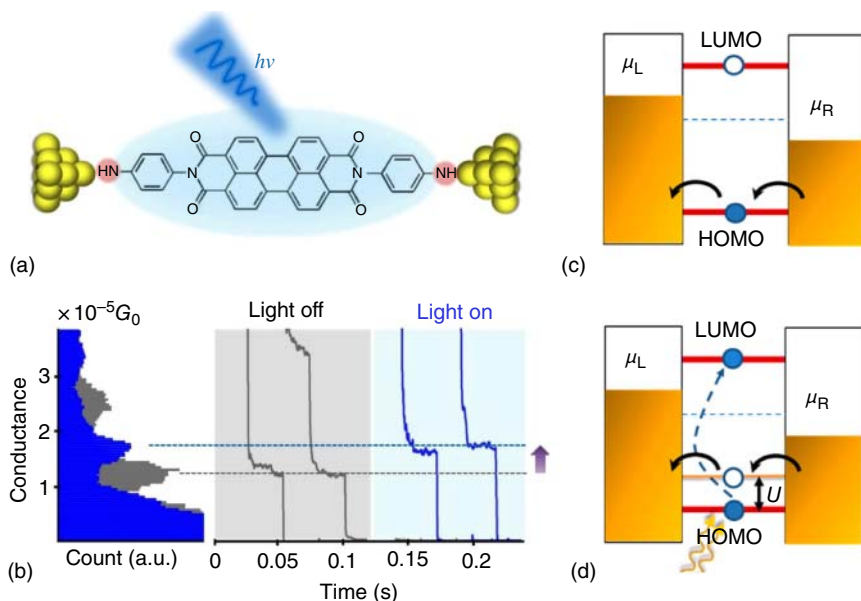 hν
O
O
HN
N
N
NH
O
O
(a)
×10⁻⁵G₀
Light off
Light on
3
2
1
Conductance
Count (a.u.)
0
0.05
0.1
0.15
0.2
Time (s)
(b)
LUMO
μL
μR
HOMO
(c)
LUMO
μL
μR
U
HOMO
(d)